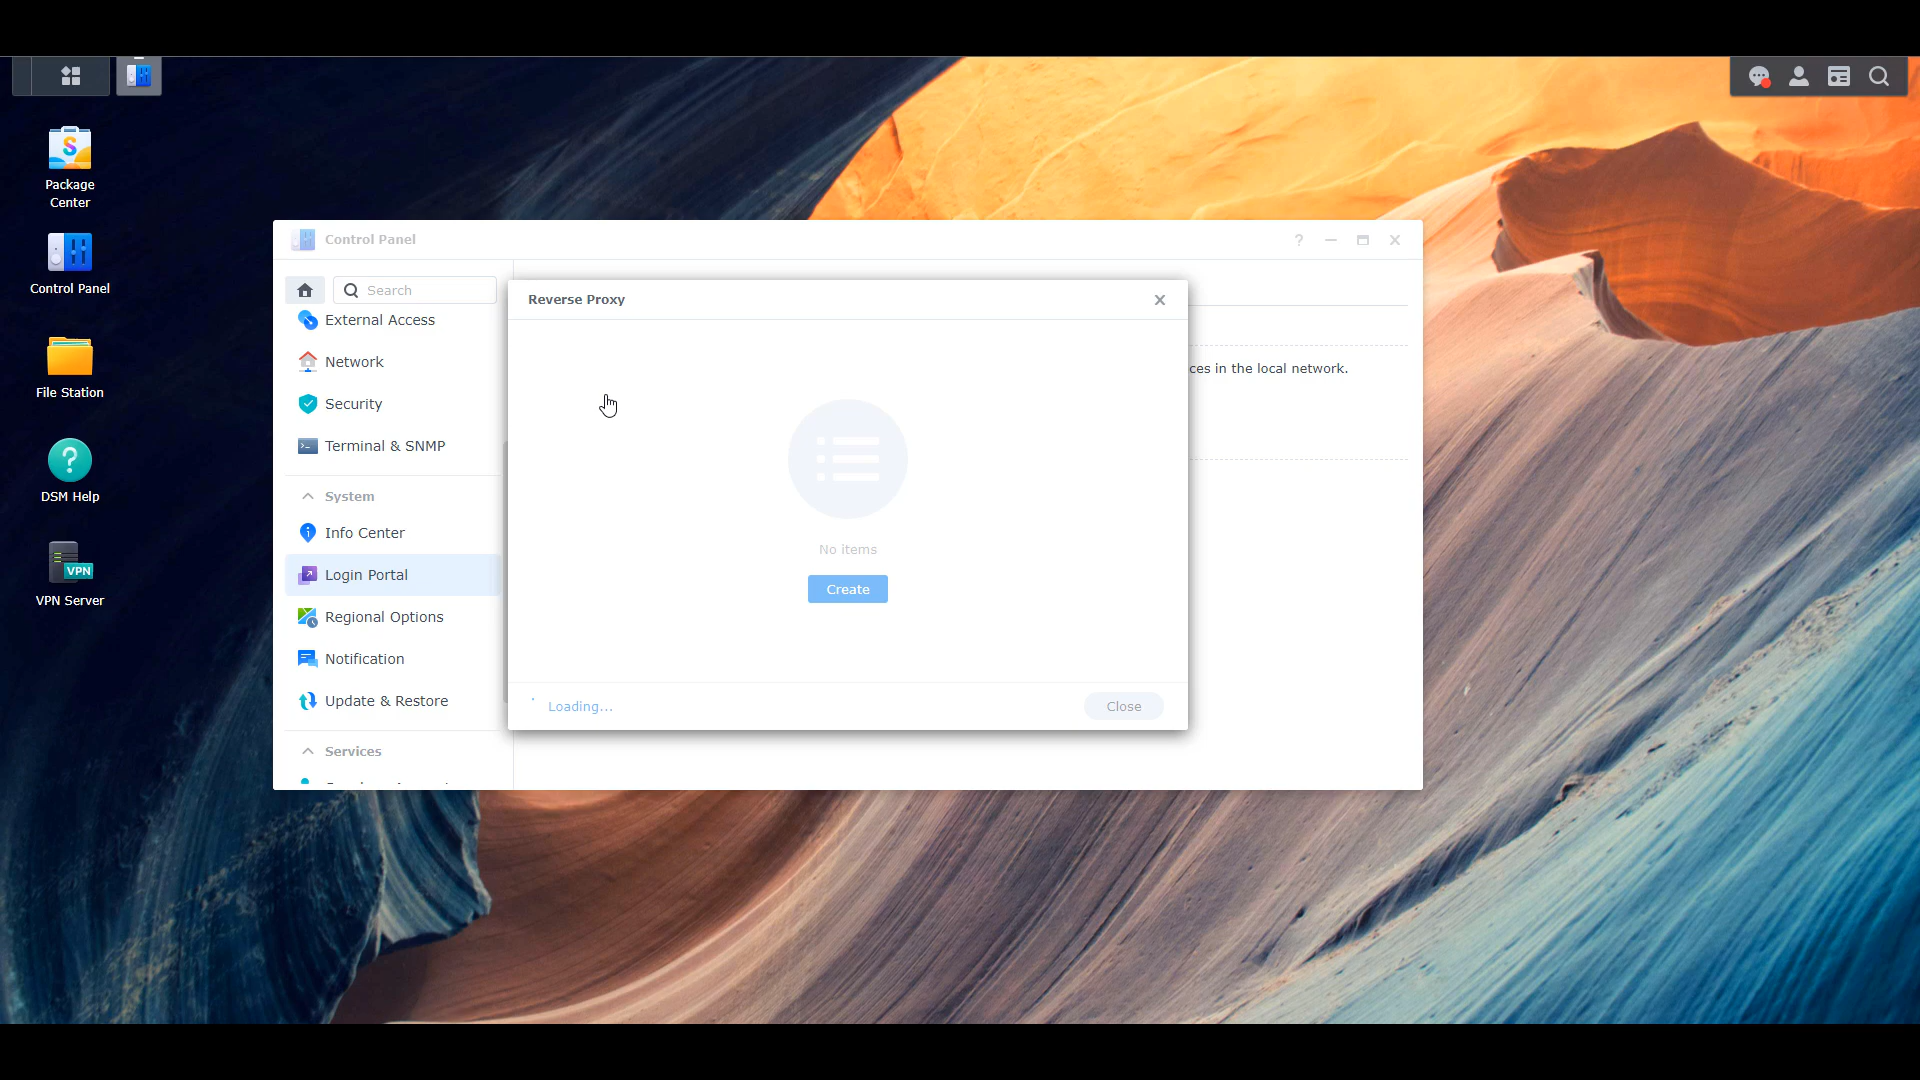 Package
Center
Control Panel
File Station
DSM Help
VPN
VPN Server
Control Panel
Search
External Access
Network
Security
Terminal & SNMP
System
Info Center
Login Portal
Regional Options
Notification
Update & Restore
Services
Reverse Proxy
ces in the local network.
No items
Create
Loading...
Close